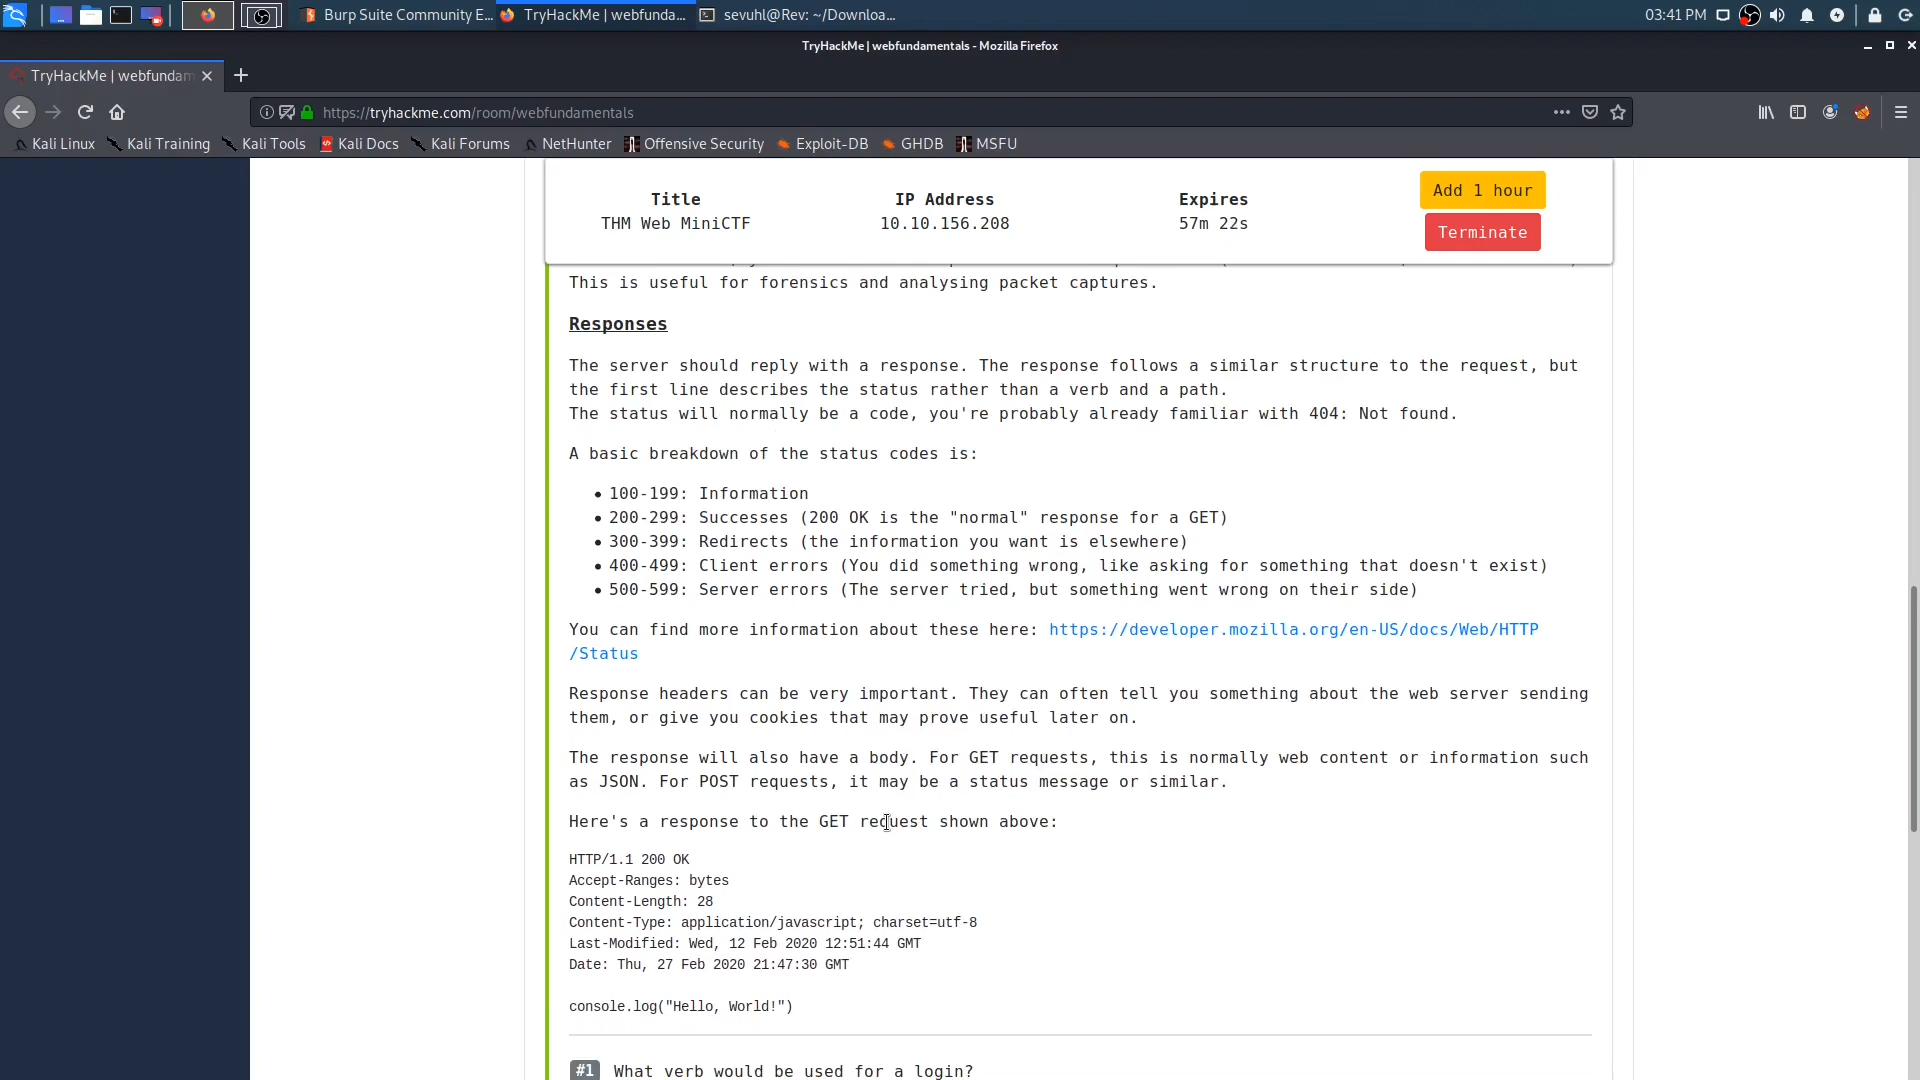 Burp Suite Community E...
TryHackMe | webfunda...
sevuhl@Rev: ~/Downloa...
03:41 PM
TryHackMe | webfundamentals - Mozilla Firefox
TryHackMe | webfundam
https://tryhackme.com/room/webfundamentals
Kali Linux
Kali Training
Kali Tools
Kali Docs
Kali Forums
NetHunter
Offensive Security
Exploit-DB
GHDB
MSFU
Title IP Address Expires
THM Web MiniCTF 10.10.156.208 57m 22s
Add 1 hour
Terminate
This is useful for forensics and analysing packet captures.
Responses
The server should reply with a response. The response follows a similar structure to the request, but
the first line describes the status rather than a verb and a path.
The status will normally be a code, you're probably already familiar with 404: Not found.
A basic breakdown of the status codes is:
• 100-199: Information
• 200-299: Successes (200 OK is the "normal" response for a GET)
• 300-399: Redirects (the information you want is elsewhere)
• 400-499: Client errors (You did something wrong, like asking for something that doesn't exist)
• 500-599: Server errors (The server tried, but something went wrong on their side)
You can find more information about these here: https://developer.mozilla.org/en-US/docs/Web/HTTP
/Status
Response headers can be very important. They can often tell you something about the web server sending
them, or give you cookies that may prove useful later on.
The response will also have a body. For GET requests, this is normally web content or information such
as JSON. For POST requests, it may be a status message or similar.
Here's a response to the GET request shown above:
HTTP/1.1 200 OK
Accept-Ranges: bytes
Content-Length: 28
Content-Type: application/javascript; charset=utf-8
Last-Modified: Wed, 12 Feb 2020 12:51:44 GMT
Date: Thu, 27 Feb 2020 21:47:30 GMT
console.log("Hello, World!")
#1 What verb would be used for a login?